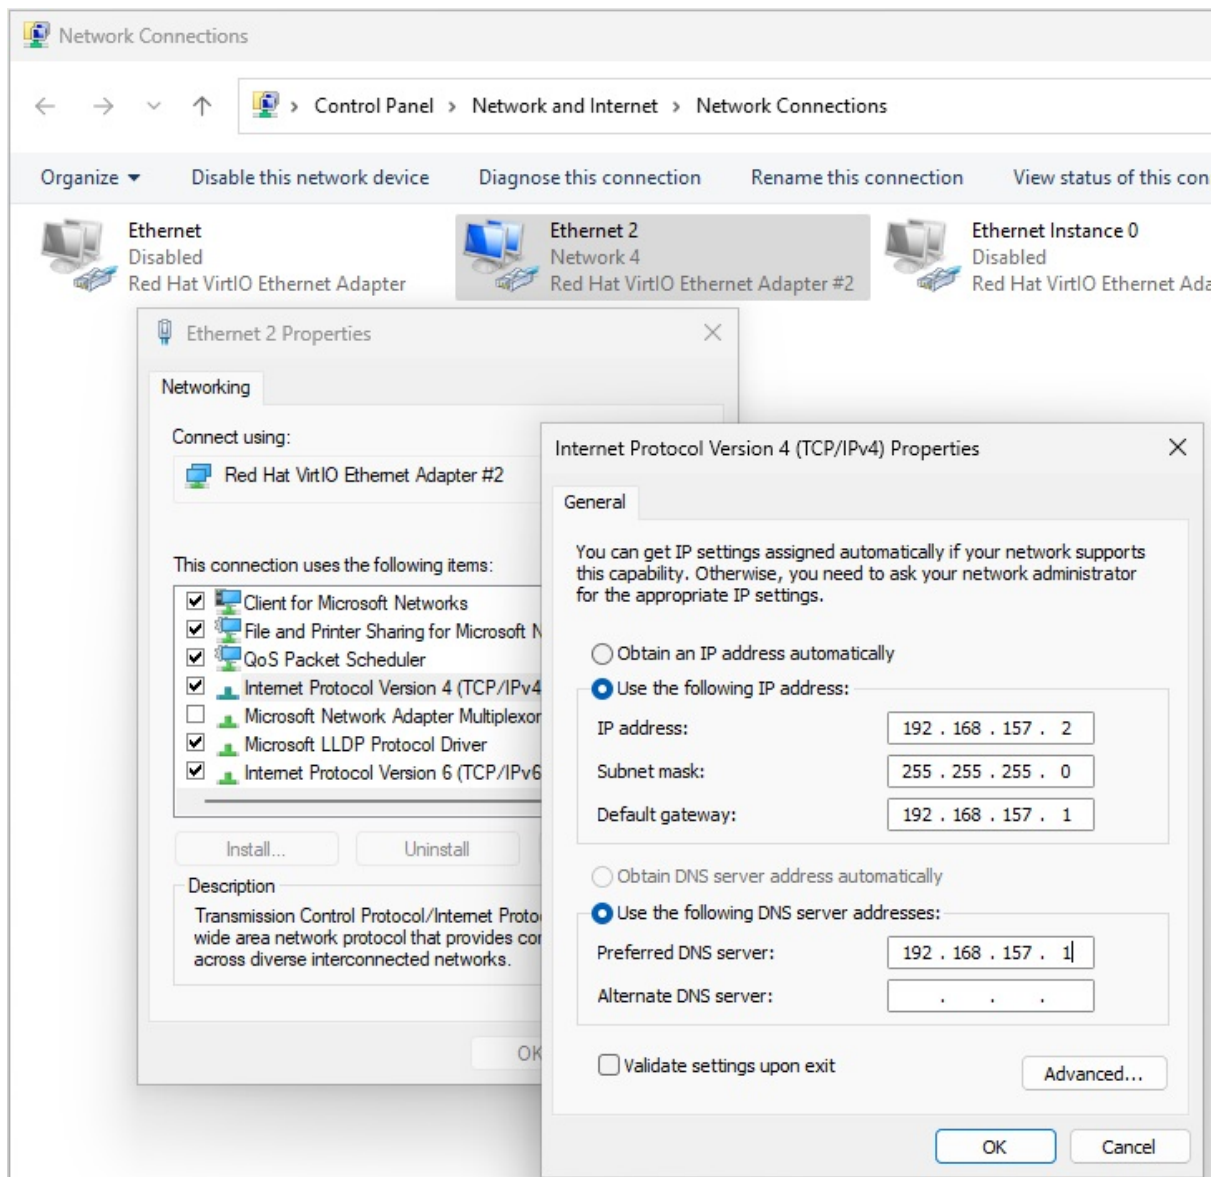 Network Connections
Control Panel > Network and Internet > Network Connections
Organize Disable this network device Diagnose this connection Rename this connection View status of this con
Ethernet
Disabled
Red Hat VirtIO Ethernet Adapter
Ethernet 2
Network 4
Red Hat VirtIO Ethernet Adapter #2
Ethernet Instance 0
Disabled
Red Hat VirtIO Ethernet Ada
Ethernet 2 Properties
Networking
Connect using:
Red Hat VirtIO Ethernet Adapter #2
This connection uses the following items:
Client for Microsoft Networks
File and Printer Sharing for Microsoft N
QoS Packet Scheduler
Internet Protocol Version 4 (TCP/IPv4
Microsoft Network Adapter Multiplexor
Microsoft LLDP Protocol Driver
Internet Protocol Version 6 (TCP/IPv6
Install... Uninstall
Description
Transmission Control Protocol/Internet Proto
wide area network protocol that provides con
across diverse interconnected networks.
OK
Internet Protocol Version 4 (TCP/IPv4) Properties
General
You can get IP settings assigned automatically if your network supports
this capability. Otherwise, you need to ask your network administrator
for the appropriate IP settings.
Obtain an IP address automatically
Use the following IP address:
IP address: 192 . 168 . 157 . 2
Subnet mask: 255 . 255 . 255 . 0
Default gateway: 192 . 168 . 157 . 1
Obtain DNS server address automatically
Use the following DNS server addresses:
Preferred DNS server: 192 . 168 . 157 . 1
Alternate DNS server: . . .
Validate settings upon exit
Advanced...
OK Cancel